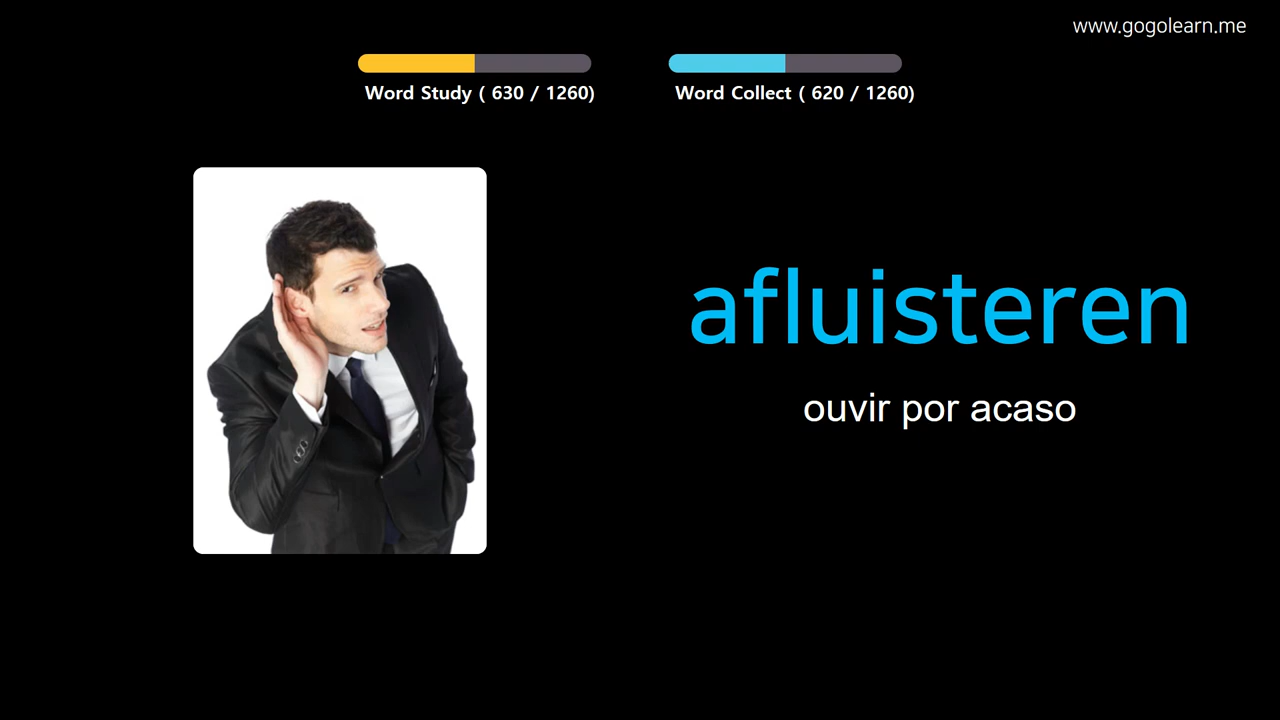 www.gogolearn.me
Word Study ( 630 / 1260)
Word Collect ( 620 / 1260)
afluisteren
ouvir por acaso